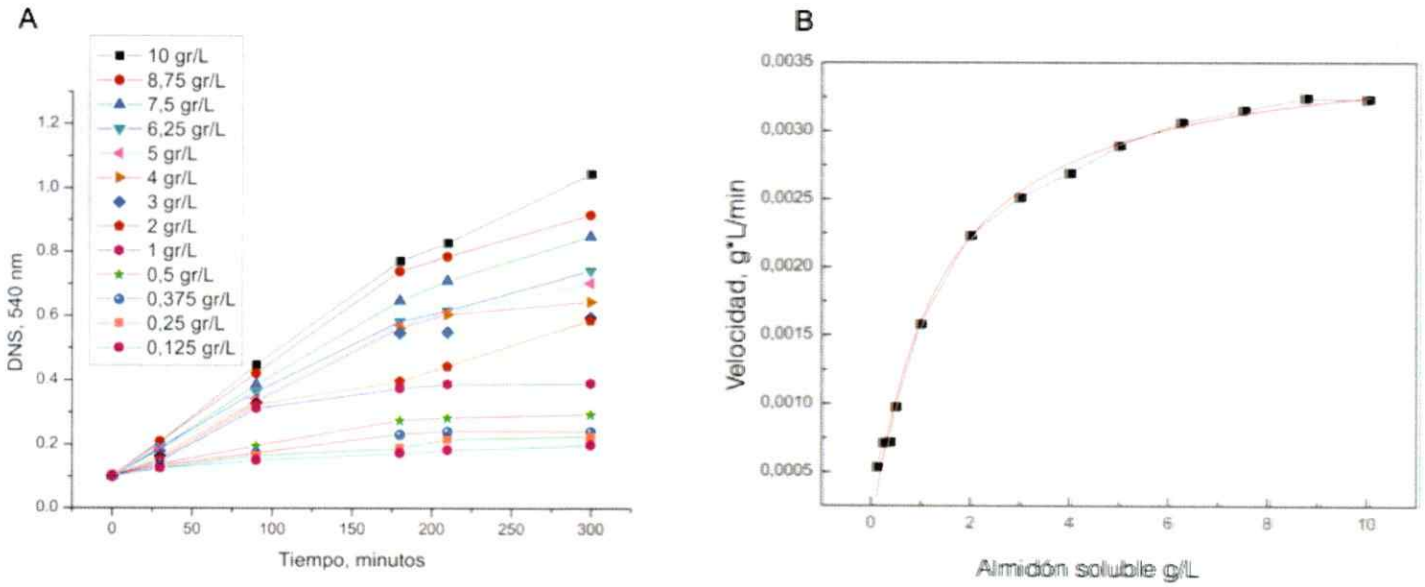 A
10 gr/L
8,75 gr/L
7,5 gr/L
6,25 gr/L
5 gr/L
4 gr/L
3 gr/L
2 gr/L
1 gr/L
0,5 gr/L
0,375 gr/L
0,25 gr/L
0,125 gr/L
DNS, 540 nm
1.2
1.0
0.8
0.6
0.4
0.2
0.0
0 50 100 150 200 250 300
Tiempo, minutos
B
Velocidad, g*L/min
0,0035
0,0030
0,0025
0,0020
0,0015
0,0010
0,0005
0 2 4 6 8 10
Almidón soluble g/L